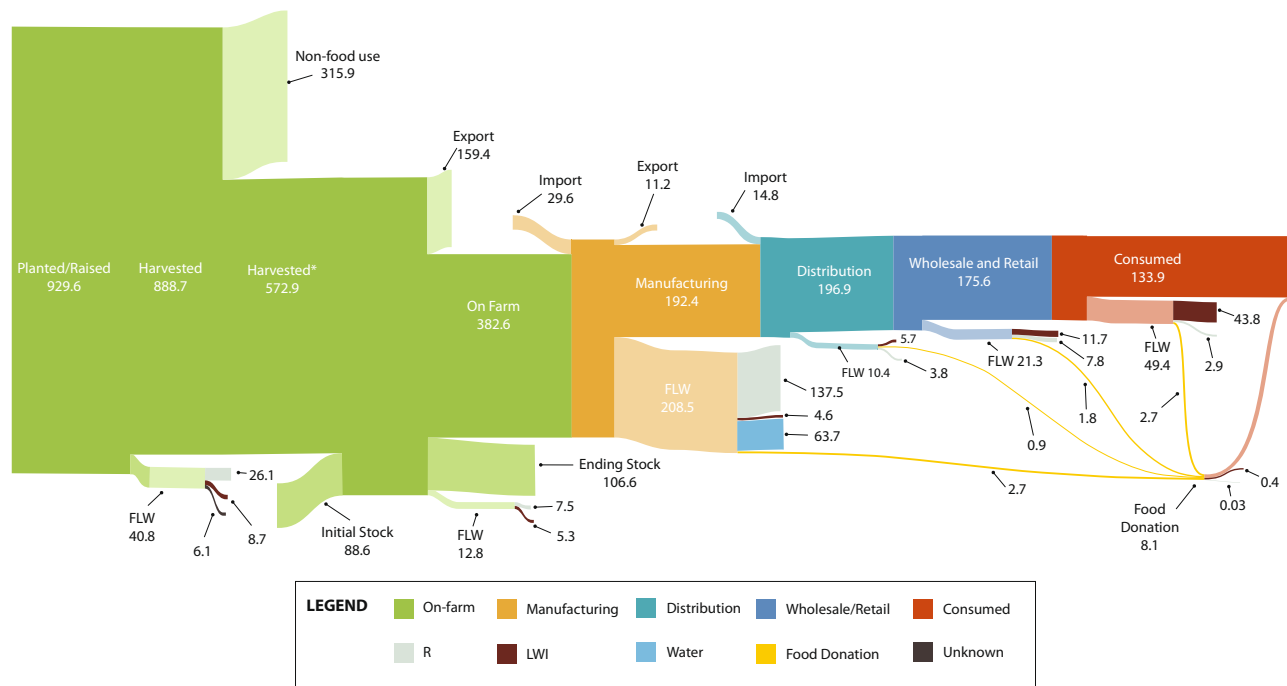 Non-food use
315.9
Export
159.4
Import
29.6
Export
11.2
Import
14.8
Planted/Raised
929.6
Harvested
888.7
Harvested*
572.9
On Farm
382.6
Manufacturing
192.4
Distribution
196.9
Wholesale and Retail
175.6
Consumed
133.9
FLW
40.8
26.1
8.7
6.1
Initial Stock
88.6
Ending Stock
106.6
FLW
12.8
7.5
5.3
FLW
208.5
137.5
4.6
63.7
2.7
FLW 10.4
5.7
3.8
0.9
FLW 21.3
11.7
7.8
1.8
FLW
49.4
43.8
2.9
2.7
Food
Donation
8.1
0.4
0.03
LEGEND
On-farm
Manufacturing
Distribution
Wholesale/Retail
Consumed
R
LWI
Water
Food Donation
Unknown